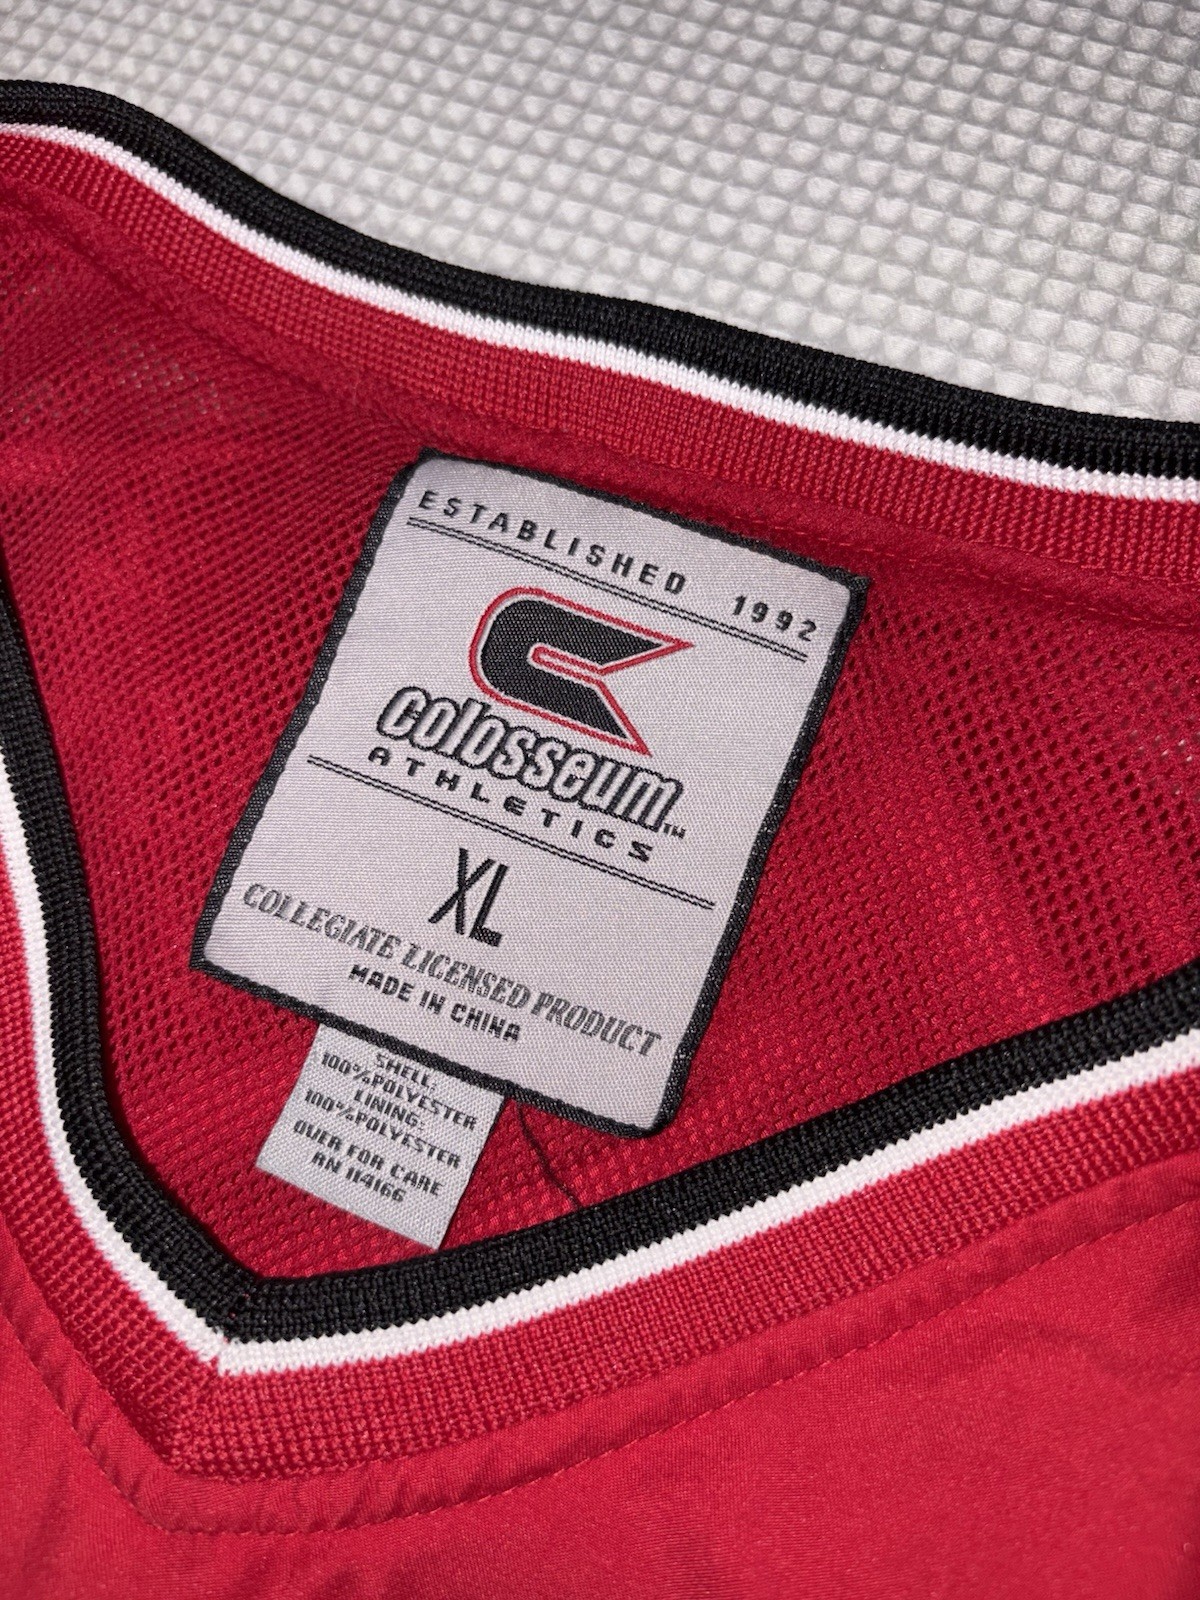 ESTABLISHED 1992
colosseum TM
ATHLETICS
XL
COLLEGIATE LICENSED PRODUCT
MADE IN CHINA
SHELL:
100%POLYESTER
LINING:
100%POLYESTER
OVER FOR CARE
RN 114166